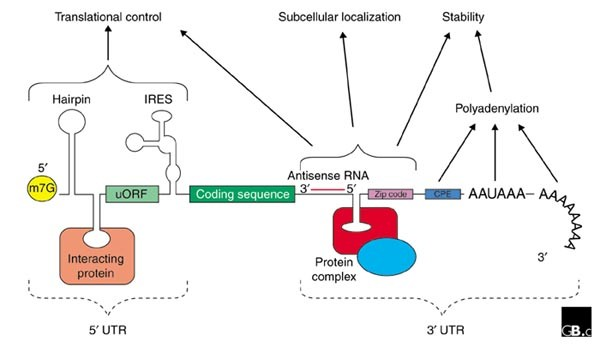 Translational control
Subcellular localization
Stability
Hairpin
IRES
Polyadenylation
5′
m7G
uORF
Coding sequence
Antisense RNA
3′ 5′
Zip code
CPE
AAUAAA
AAAAAAAAA
3′
Interacting
protein
Protein
complex
5′ UTR
3′ UTR
GB.c